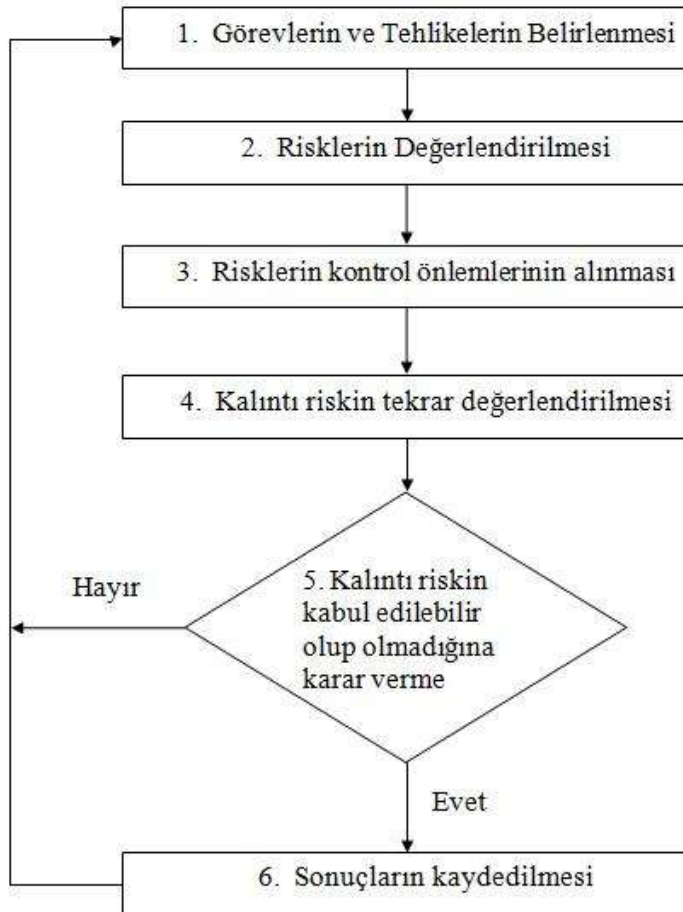 1. Görevlerin ve Tehlikelerin Belirlenmesi
2. Risklerin Değerlendirilmesi
3. Risklerin kontrol önlemlerinin alınması
4. Kalıntı riskin tekrar değerlendirilmesi
5. Kalıntı riskin
kabul edilebilir
olup olmadığına
karar verme
Hayır
Evet
6. Sonuçların kaydedilmesi